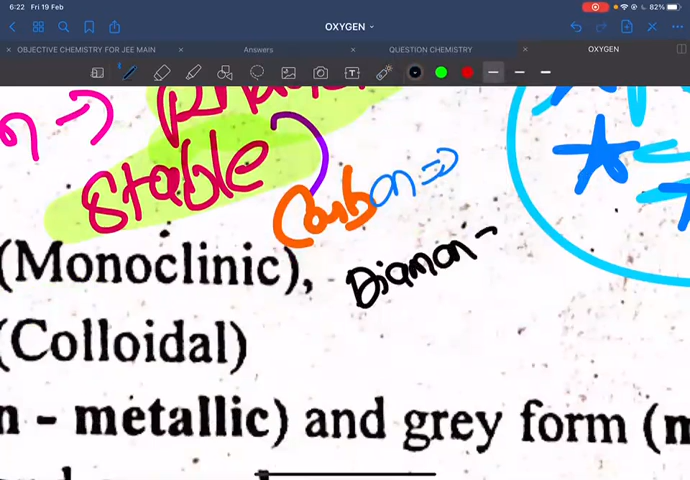 6:22 Fri 19 Feb
82%
OXYGEN
OBJECTIVE CHEMISTRY FOR JEE MAIN
Answers
QUESTION CHEMISTRY
OXYGEN
stable
Carbon =>
(Monoclinic),
Diamon -
(Colloidal)
n - metallic) and grey form (m